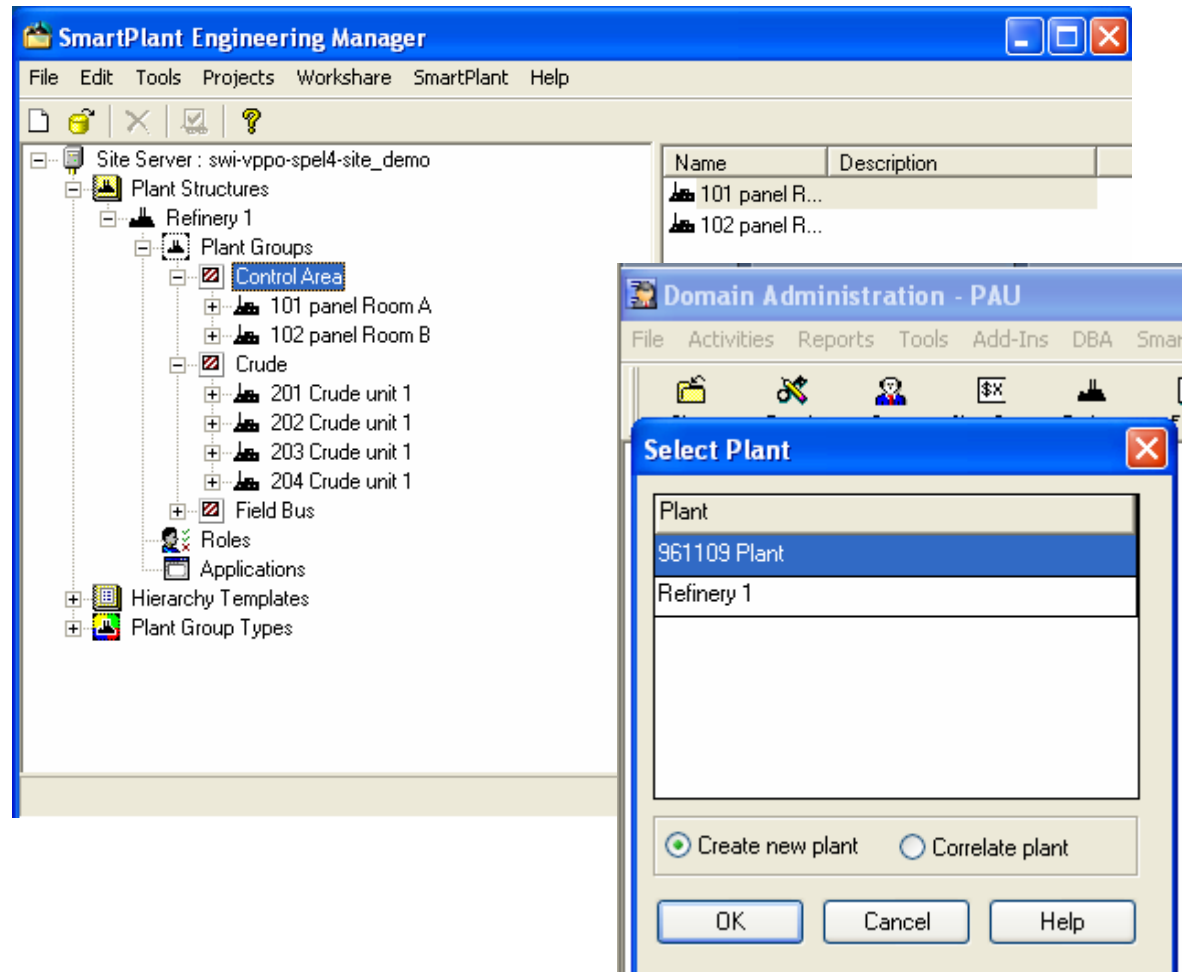 SmartPlant Engineering Manager
File Edit Tools Projects Workshare SmartPlant Help
Site Server : swi-vppo-spel4-site_demo
Plant Structures
Refinery 1
Plant Groups
Control Area
101 panel Room A
102 panel Room B
Crude
201 Crude unit 1
202 Crude unit 1
203 Crude unit 1
204 Crude unit 1
Field Bus
Roles
Applications
Hierarchy Templates
Plant Group Types
Name Description
101 panel R...
102 panel R...
Domain Administration - PAU
File Activities Reports Tools Add-Ins DBA Smar
$X
Select Plant
Plant
961109 Plant
Refinery 1
Create new plant Correlate plant
OK Cancel Help